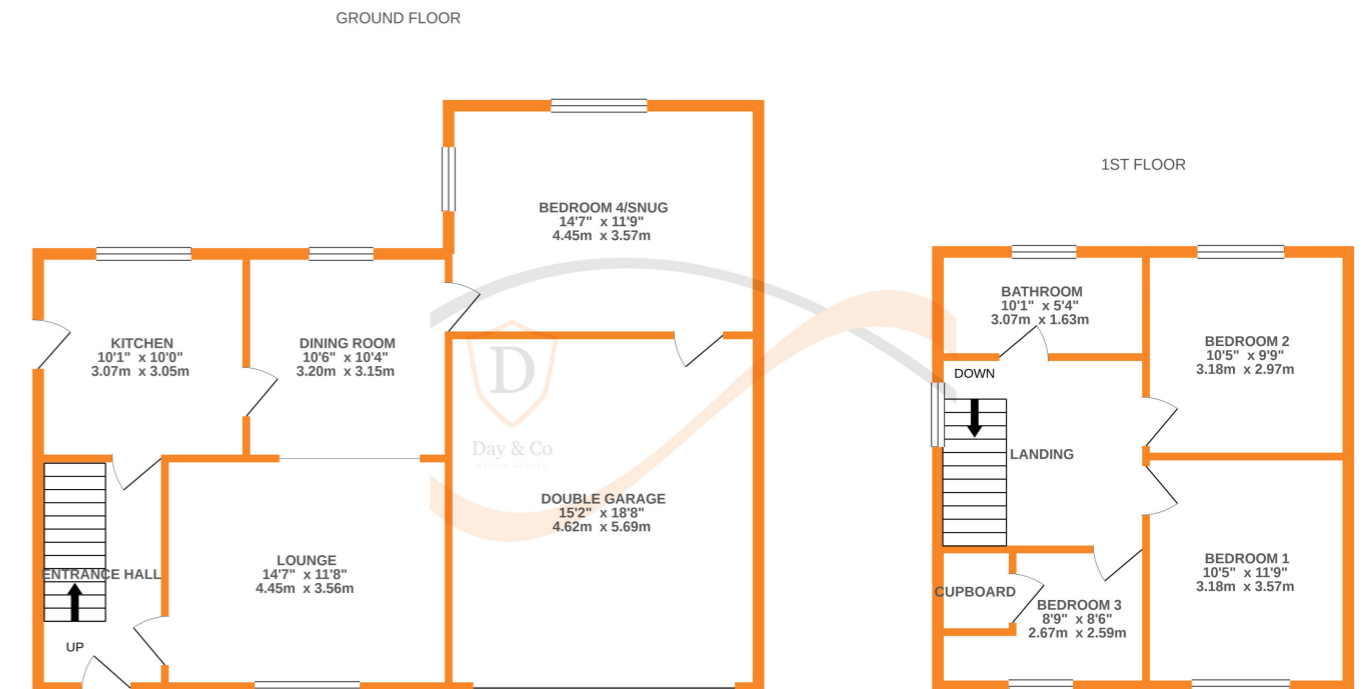 GROUND FLOOR
1ST FLOOR
BEDROOM 4/SNUG
14'7" x 11'9"
4.45m x 3.57m
KITCHEN
10'1" x 10'0"
3.07m x 3.05m
DINING ROOM
10'6" x 10'4"
3.20m x 3.15m
D
Day & Co
ESTATE AGENTS
DOUBLE GARAGE
15'2" x 18'8"
4.62m x 5.69m
LOUNGE
14'7" x 11'8"
4.45m x 3.56m
ENTRANCE HALL
UP
BATHROOM
10'1" x 5'4"
3.07m x 1.63m
BEDROOM 2
10'5" x 9'9"
3.18m x 2.97m
DOWN
LANDING
BEDROOM 1
10'5" x 11'9"
3.18m x 3.57m
CUPBOARD
BEDROOM 3
8'9" x 8'6"
2.67m x 2.59m